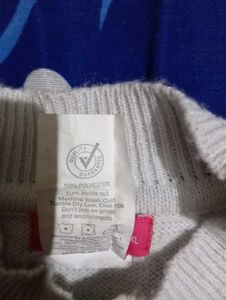 QUALITY
GUARANTEE
100% POLYESTER
Turn inside out
Machine Wash Cold
Tumble Dry Low, Cool Iron
Don't iron on prints
and establishments